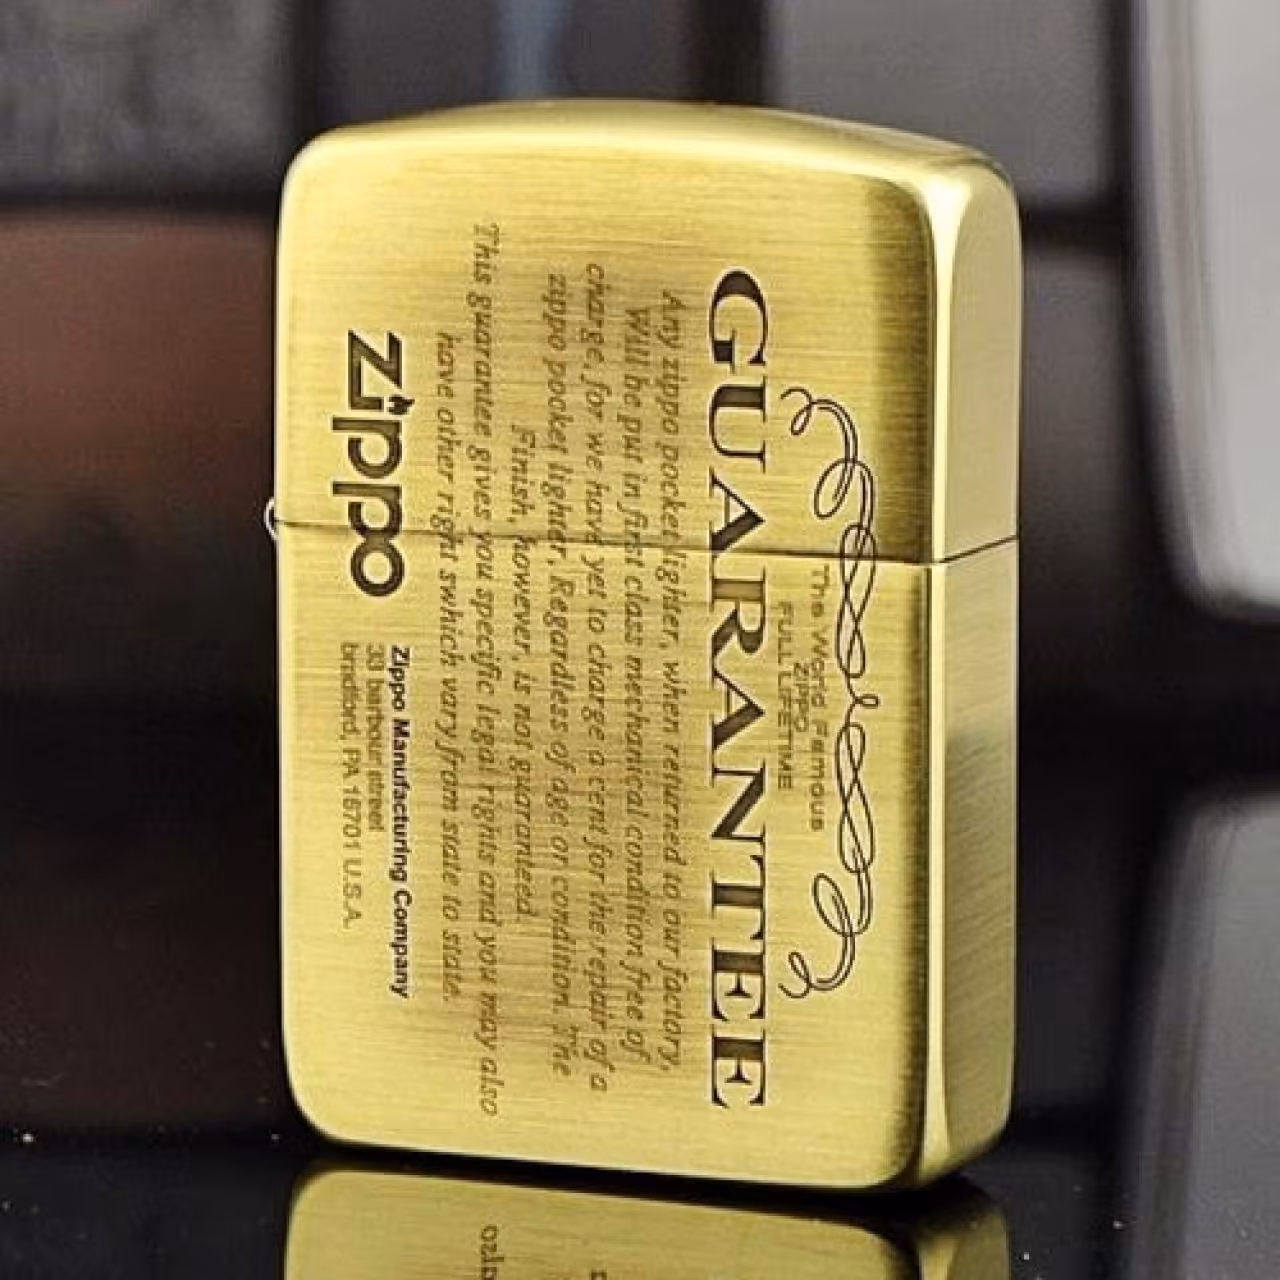 The World Famous
ZIPPO
FULL LIFETIME
GUARANTEE
Any zippo pocket lighter, when returned to our factory,
Will be put in first class mechanical condition free of
charge, for we have yet to charge a cent for the repair of a
zippo pocket lighter, Regardless of age or condition. The
Finish, however, is not guaranteed.
This guarantee gives you specific legal rights and you may also
have other right swhich vary from state to state.
zippo
Zippo Manufacturing Company
33 barbour street
bradford, PA 16701 U.S.A.